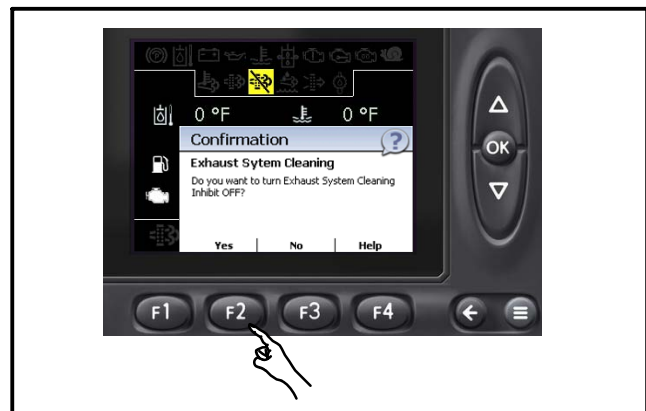 0 °F 0 °F
Confirmation ?
Exhaust Sytem Cleaning
Do you want to turn Exhaust System Cleaning
Inhibit OFF?
Yes No Help
OK
F1 F2 F3 F4